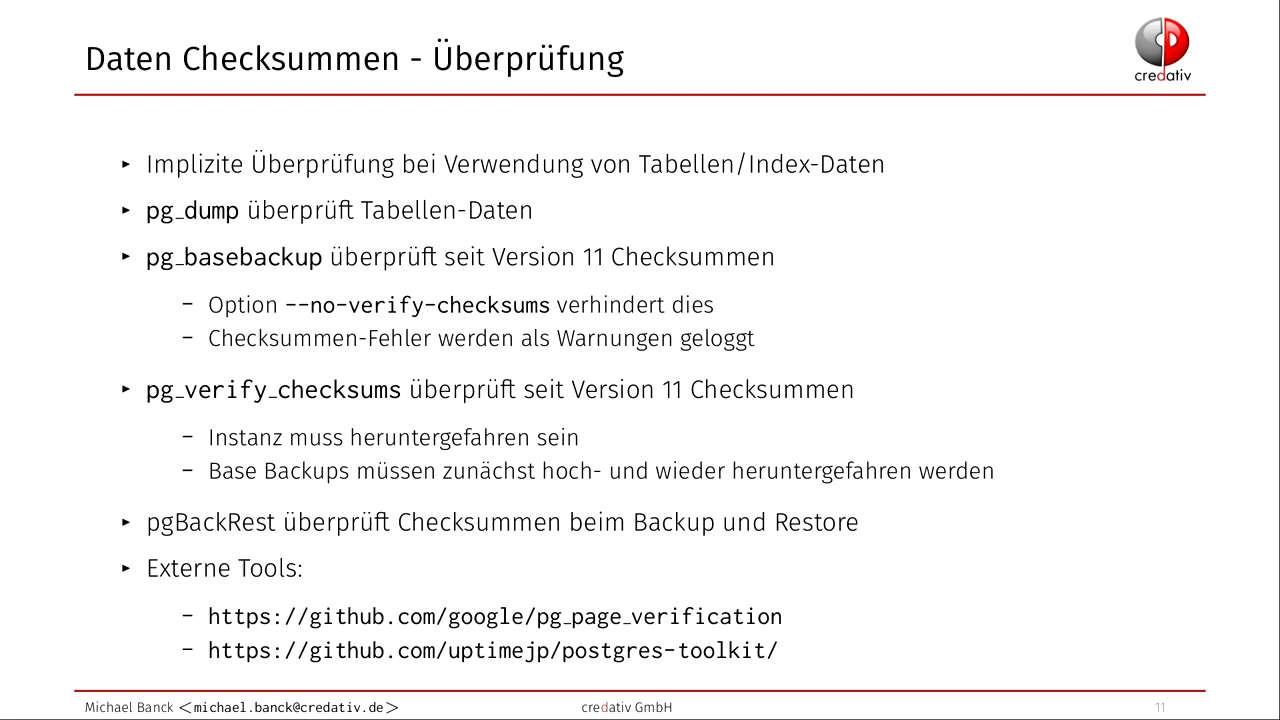 Daten Checksummen - Überprüfung
credativ
‣ Implizite Überprüfung bei Verwendung von Tabellen/Index-Daten
‣ pg_dump überprüft Tabellen-Daten
‣ pg_basebackup überprüft seit Version 11 Checksummen
– Option --no-verify-checksums verhindert dies
– Checksummen-Fehler werden als Warnungen geloggt
‣ pg_verify_checksums überprüft seit Version 11 Checksummen
– Instanz muss heruntergefahren sein
– Base Backups müssen zunächst hoch- und wieder heruntergefahren werden
‣ pgBackRest überprüft Checksummen beim Backup und Restore
‣ Externe Tools:
– https://github.com/google/pg_page_verification
– https://github.com/uptimejp/postgres-toolkit/
Michael Banck <michael.banck@credativ.de> credativ GmbH 11